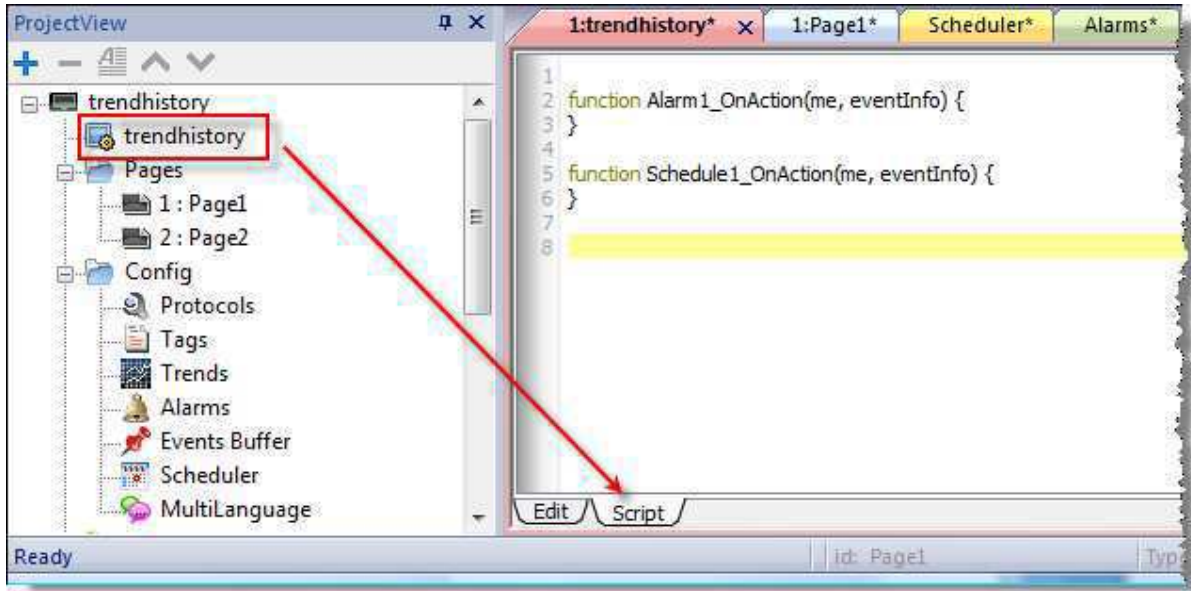 ProjectView
trendhistory
trendhistory
Pages
1 : Page1
2 : Page2
Config
Protocols
Tags
Trends
Alarms
Events Buffer
Scheduler
MultiLanguage
1:trendhistory*
1:Page1*
Scheduler*
Alarms*
1
2 function Alarm1_OnAction(me, eventInfo) {
3 }
4
5 function Schedule1_OnAction(me, eventInfo) {
6 }
7
8
Edit
Script
Ready
id: Page1
Typ